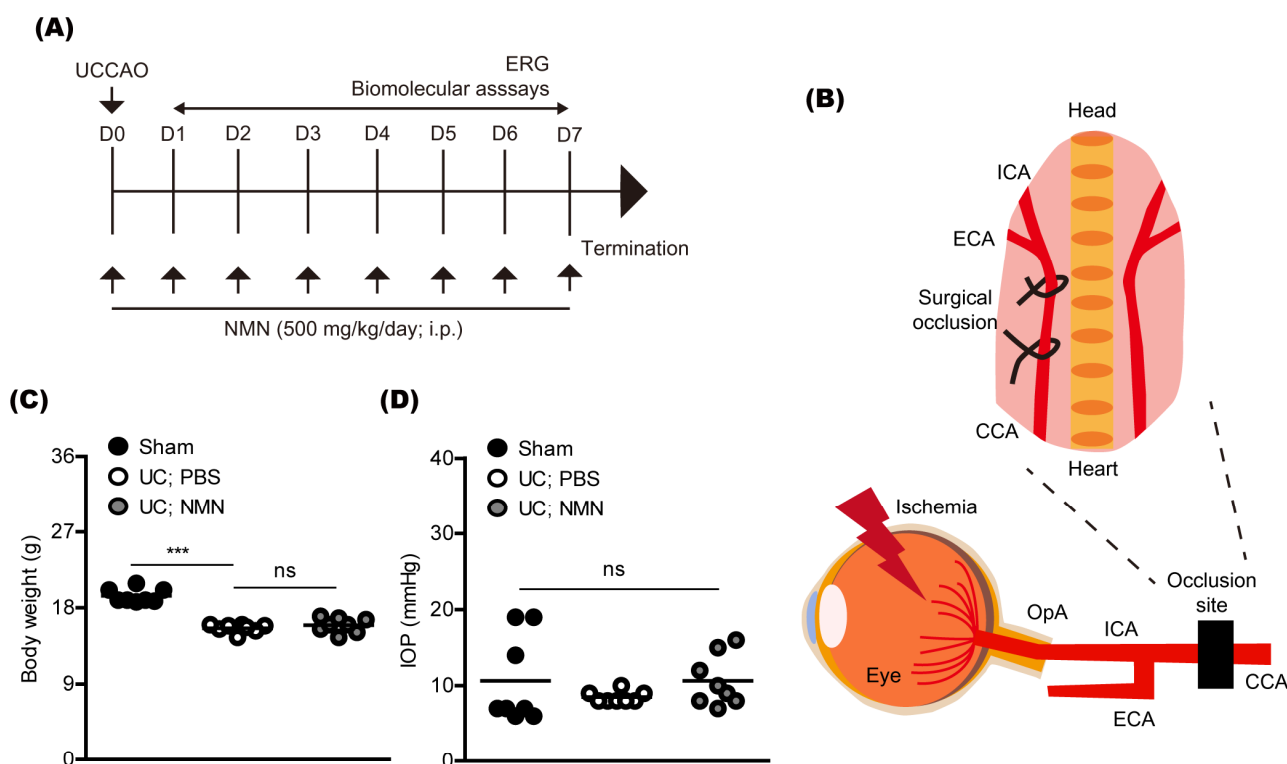 (A)
UCCAO
ERG
Biomolecular asssays
D0 D1 D2 D3 D4 D5 D6 D7
Termination
NMN (500 mg/kg/day; i.p.)
(B)
Head
ICA
ECA
Surgical
occlusion
CCA
Heart
Ischemia
Eye
OpA
ICA
ECA
Occlusion
site
CCA
(C)
Sham
UC; PBS
UC; NMN
Body weight (g)
36
27
18
9
0
***
ns
(D)
Sham
UC; PBS
UC; NMN
IOP (mmHg)
40
30
20
10
0
ns